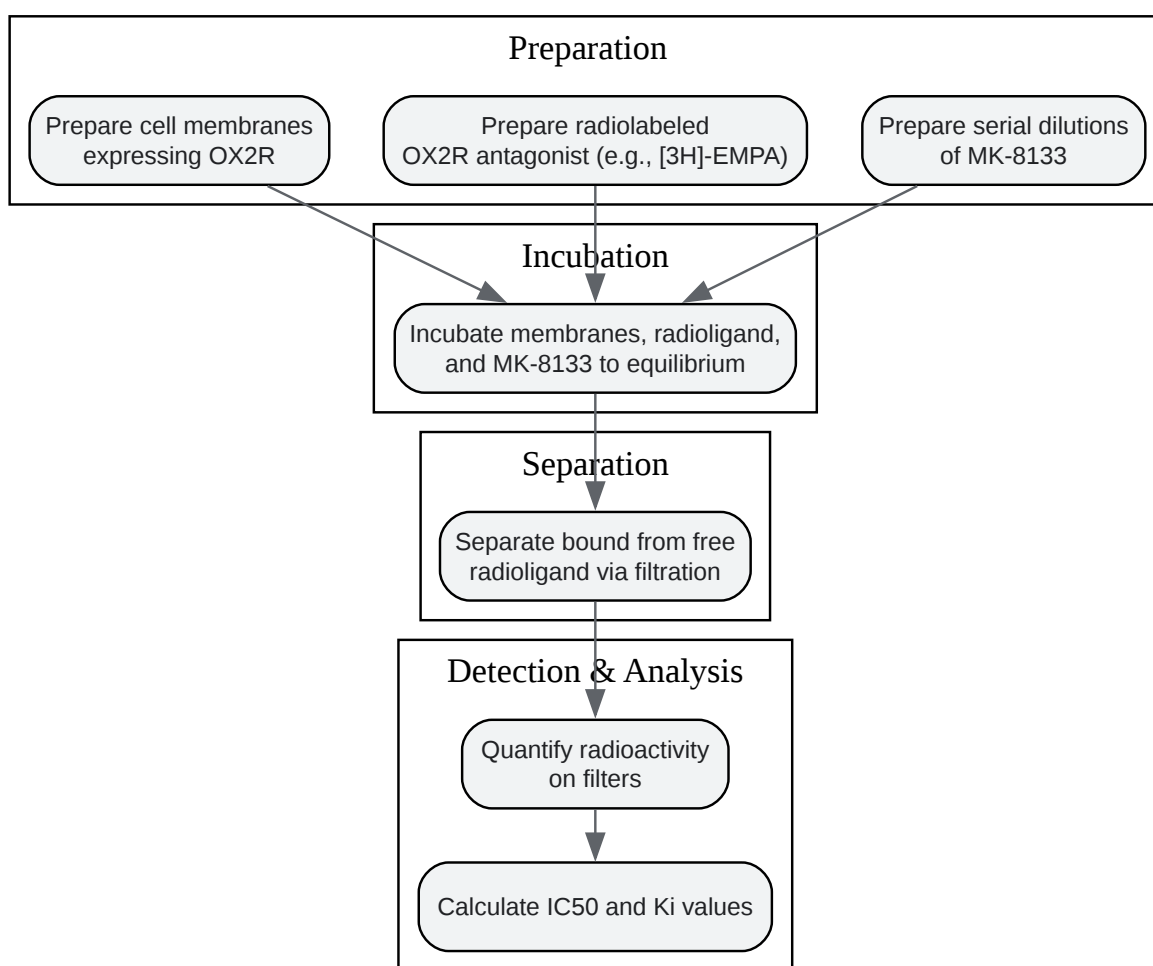 Preparation
Prepare cell membranes
expressing OX2R
Prepare radiolabeled
OX2R antagonist (e.g., [3H]-EMPA)
Prepare serial dilutions
of MK-8133
Incubation
Incubate membranes, radioligand,
and MK-8133 to equilibrium
Separation
Separate bound from free
radioligand via filtration
Detection & Analysis
Quantify radioactivity
on filters
Calculate IC50 and Ki values